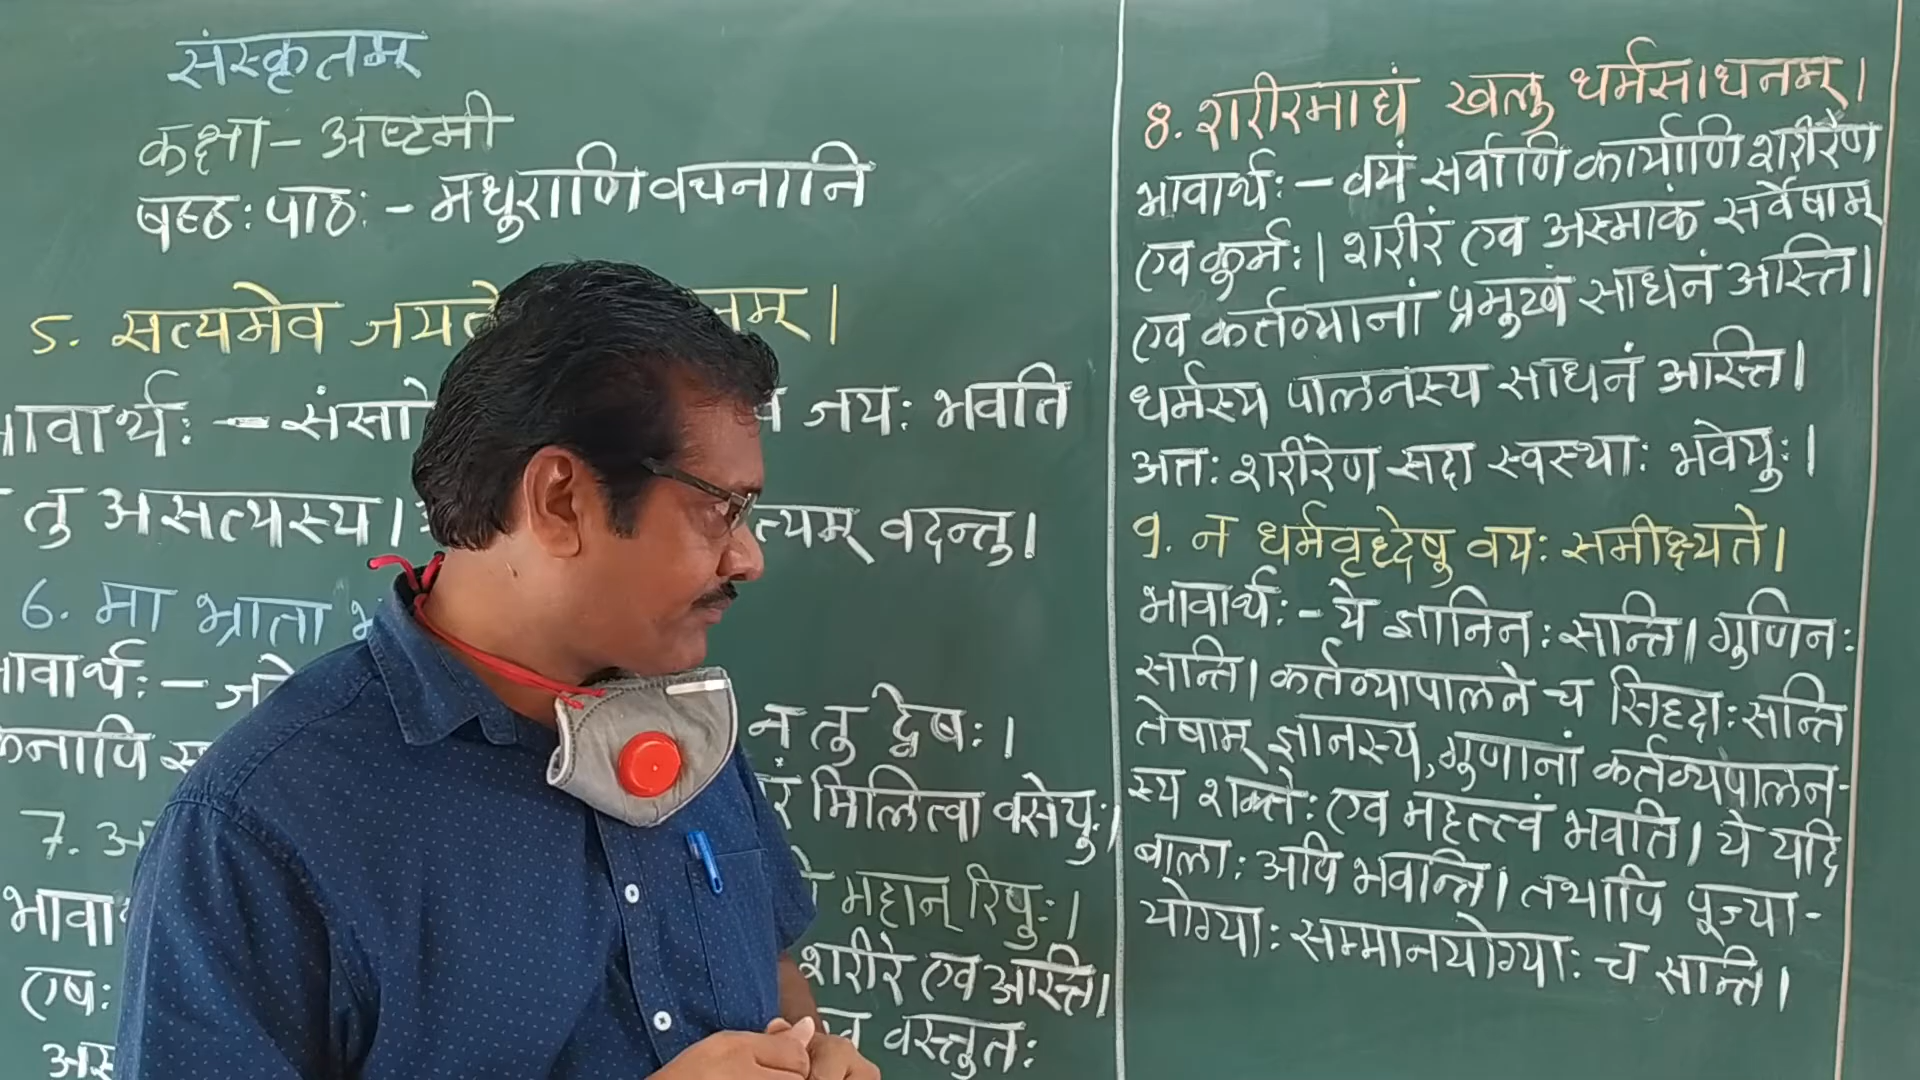 संस्कृतम्
कक्षा - अष्टमी
षष्ठ: पाठ: - मधुराणि वचनानि
5. सत्यमेव जयते
भावार्थ: - जय: भवति
तु असत्यस्य । वदन्तु ।
6. मा भ्राता
भावार्थ: -
न तु द्वेष: ।
मिलित्वा वसेयु: ।
7.
महान् रिपु: ।
एष: शरीरे एव अस्ति ।
वस्तुत:
8. शरीरमाद्यं खलु धर्मसाधनम् ।
भावार्थ: - वयं सर्वाणि कार्याणि शरीरेण
एव कुर्म: । शरीरं एव अस्माकं सर्वेषाम्
एव कर्तव्यानां प्रमुखं साधनं अस्ति ।
धर्मस्य पालनस्य साधनं अस्ति ।
अत: शरीरेण सदा स्वस्था: भवेयु: ।
9. न धर्मवृद्धेषु वय: समीक्ष्यते ।
भावार्थ: - ये ज्ञानिन: सन्ति । गुणिन:
सन्ति । कर्तव्यापालने च सन्ति
तेषाम् ज्ञानस्य, गुणानां कर्तव्यपालन-
स्य शक्ते: एव महत्त्वं भवति । ये यदि
बाला: अपि भवन्ति । तथापि पूज्या-
योग्या: सम्मानयोग्या: च सन्ति ।